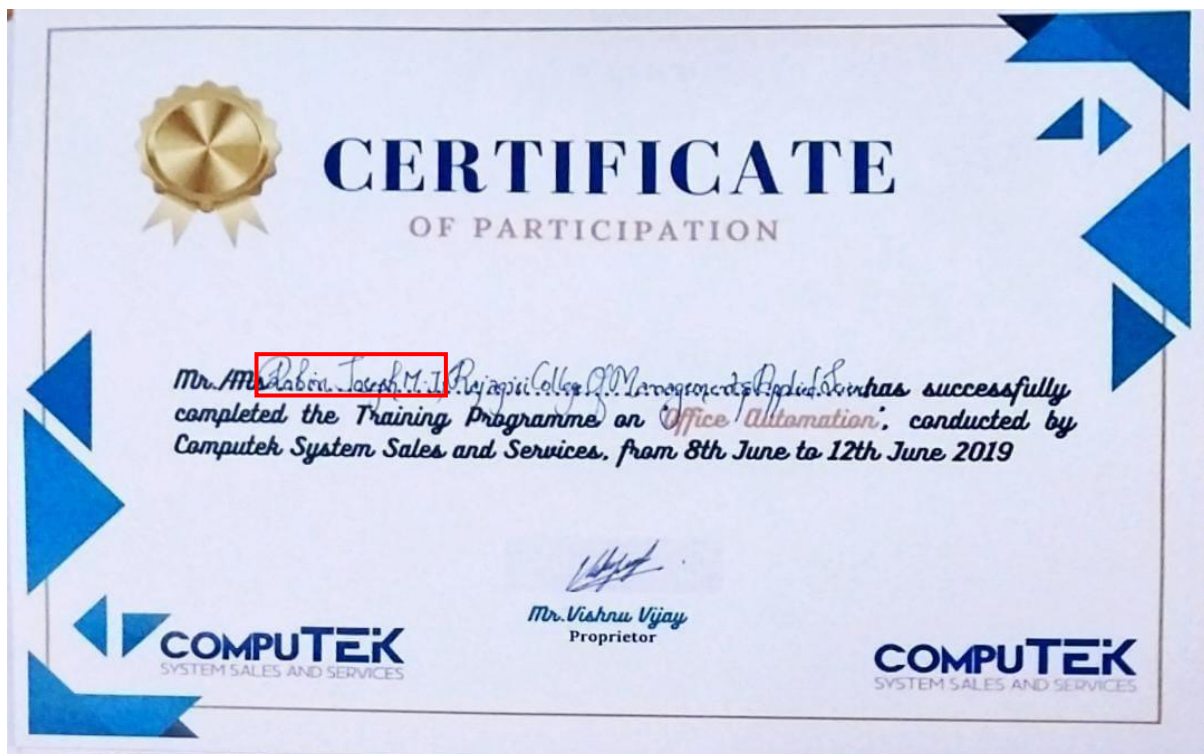 CERTIFICATE
OF PARTICIPATION
Mr./Ms Robin Joseph M.J, Rajagiri College Of Management & Applied Scien has successfully
completed the Training Programme on 'Office Automation', conducted by
Computek System Sales and Services, from 8th June to 12th June 2019
Mr.Vishnu Vijay
Proprietor
COMPUTEK
SYSTEM SALES AND SERVICES
COMPUTEK
SYSTEM SALES AND SERVICES